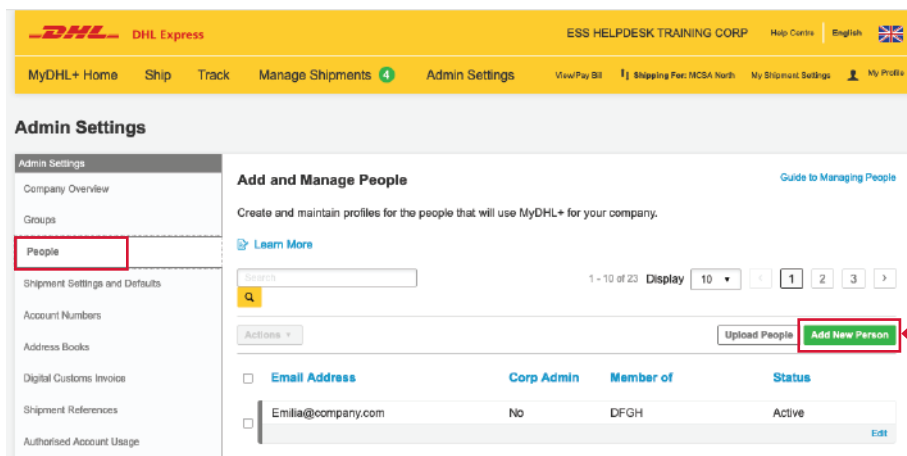 DHL DHL Express ESS HELPDESK TRAINING CORP Help Centre English
MyDHL+ Home Ship Track Manage Shipments 4 Admin Settings View/Pay Bill Shipping For: MCSA North My Shipment Settings My Profile
Admin Settings
Admin Settings
Company Overview
Groups
People
Shipment Settings and Defaults
Account Numbers
Address Books
Digital Customs Invoice
Shipment References
Authorised Account Usage
Add and Manage People Guide to Managing People
Create and maintain profiles for the people that will use MyDHL+ for your company.
Learn More
Search 1 - 10 of 23 Display 10 1 2 3
Actions Upload People Add New Person
Email Address Corp Admin Member of Status
Emilia@company.com No DFGH Active
Edit